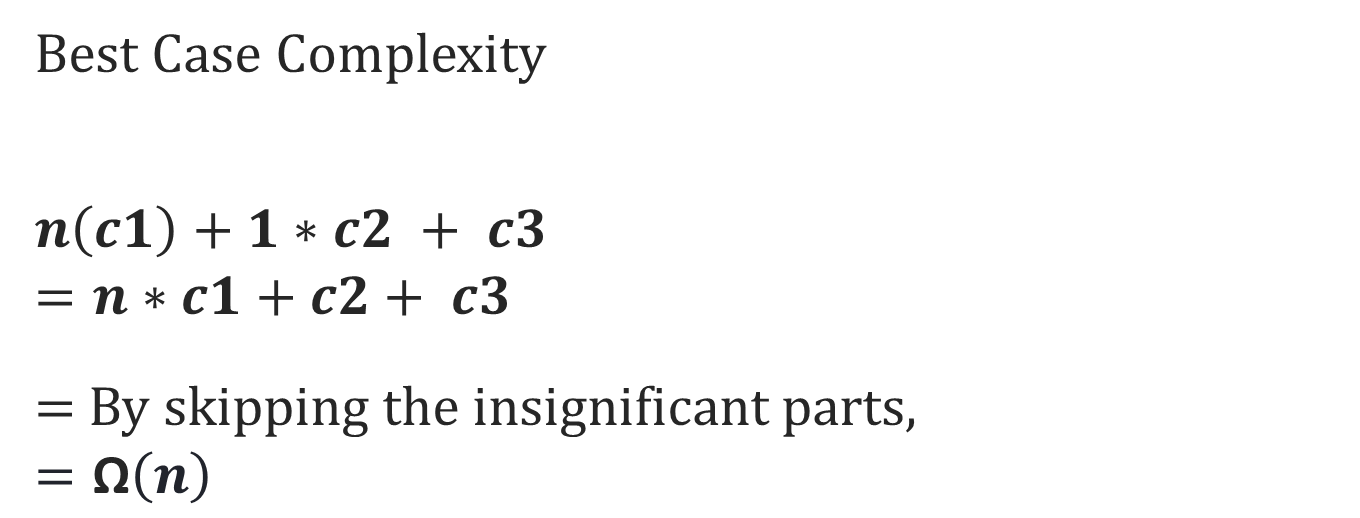 Best Case Complexity
n(c1) + 1 * c2 + c3
= n * c1 + c2 + c3
= By skipping the insignificant parts,
= Ω(n)